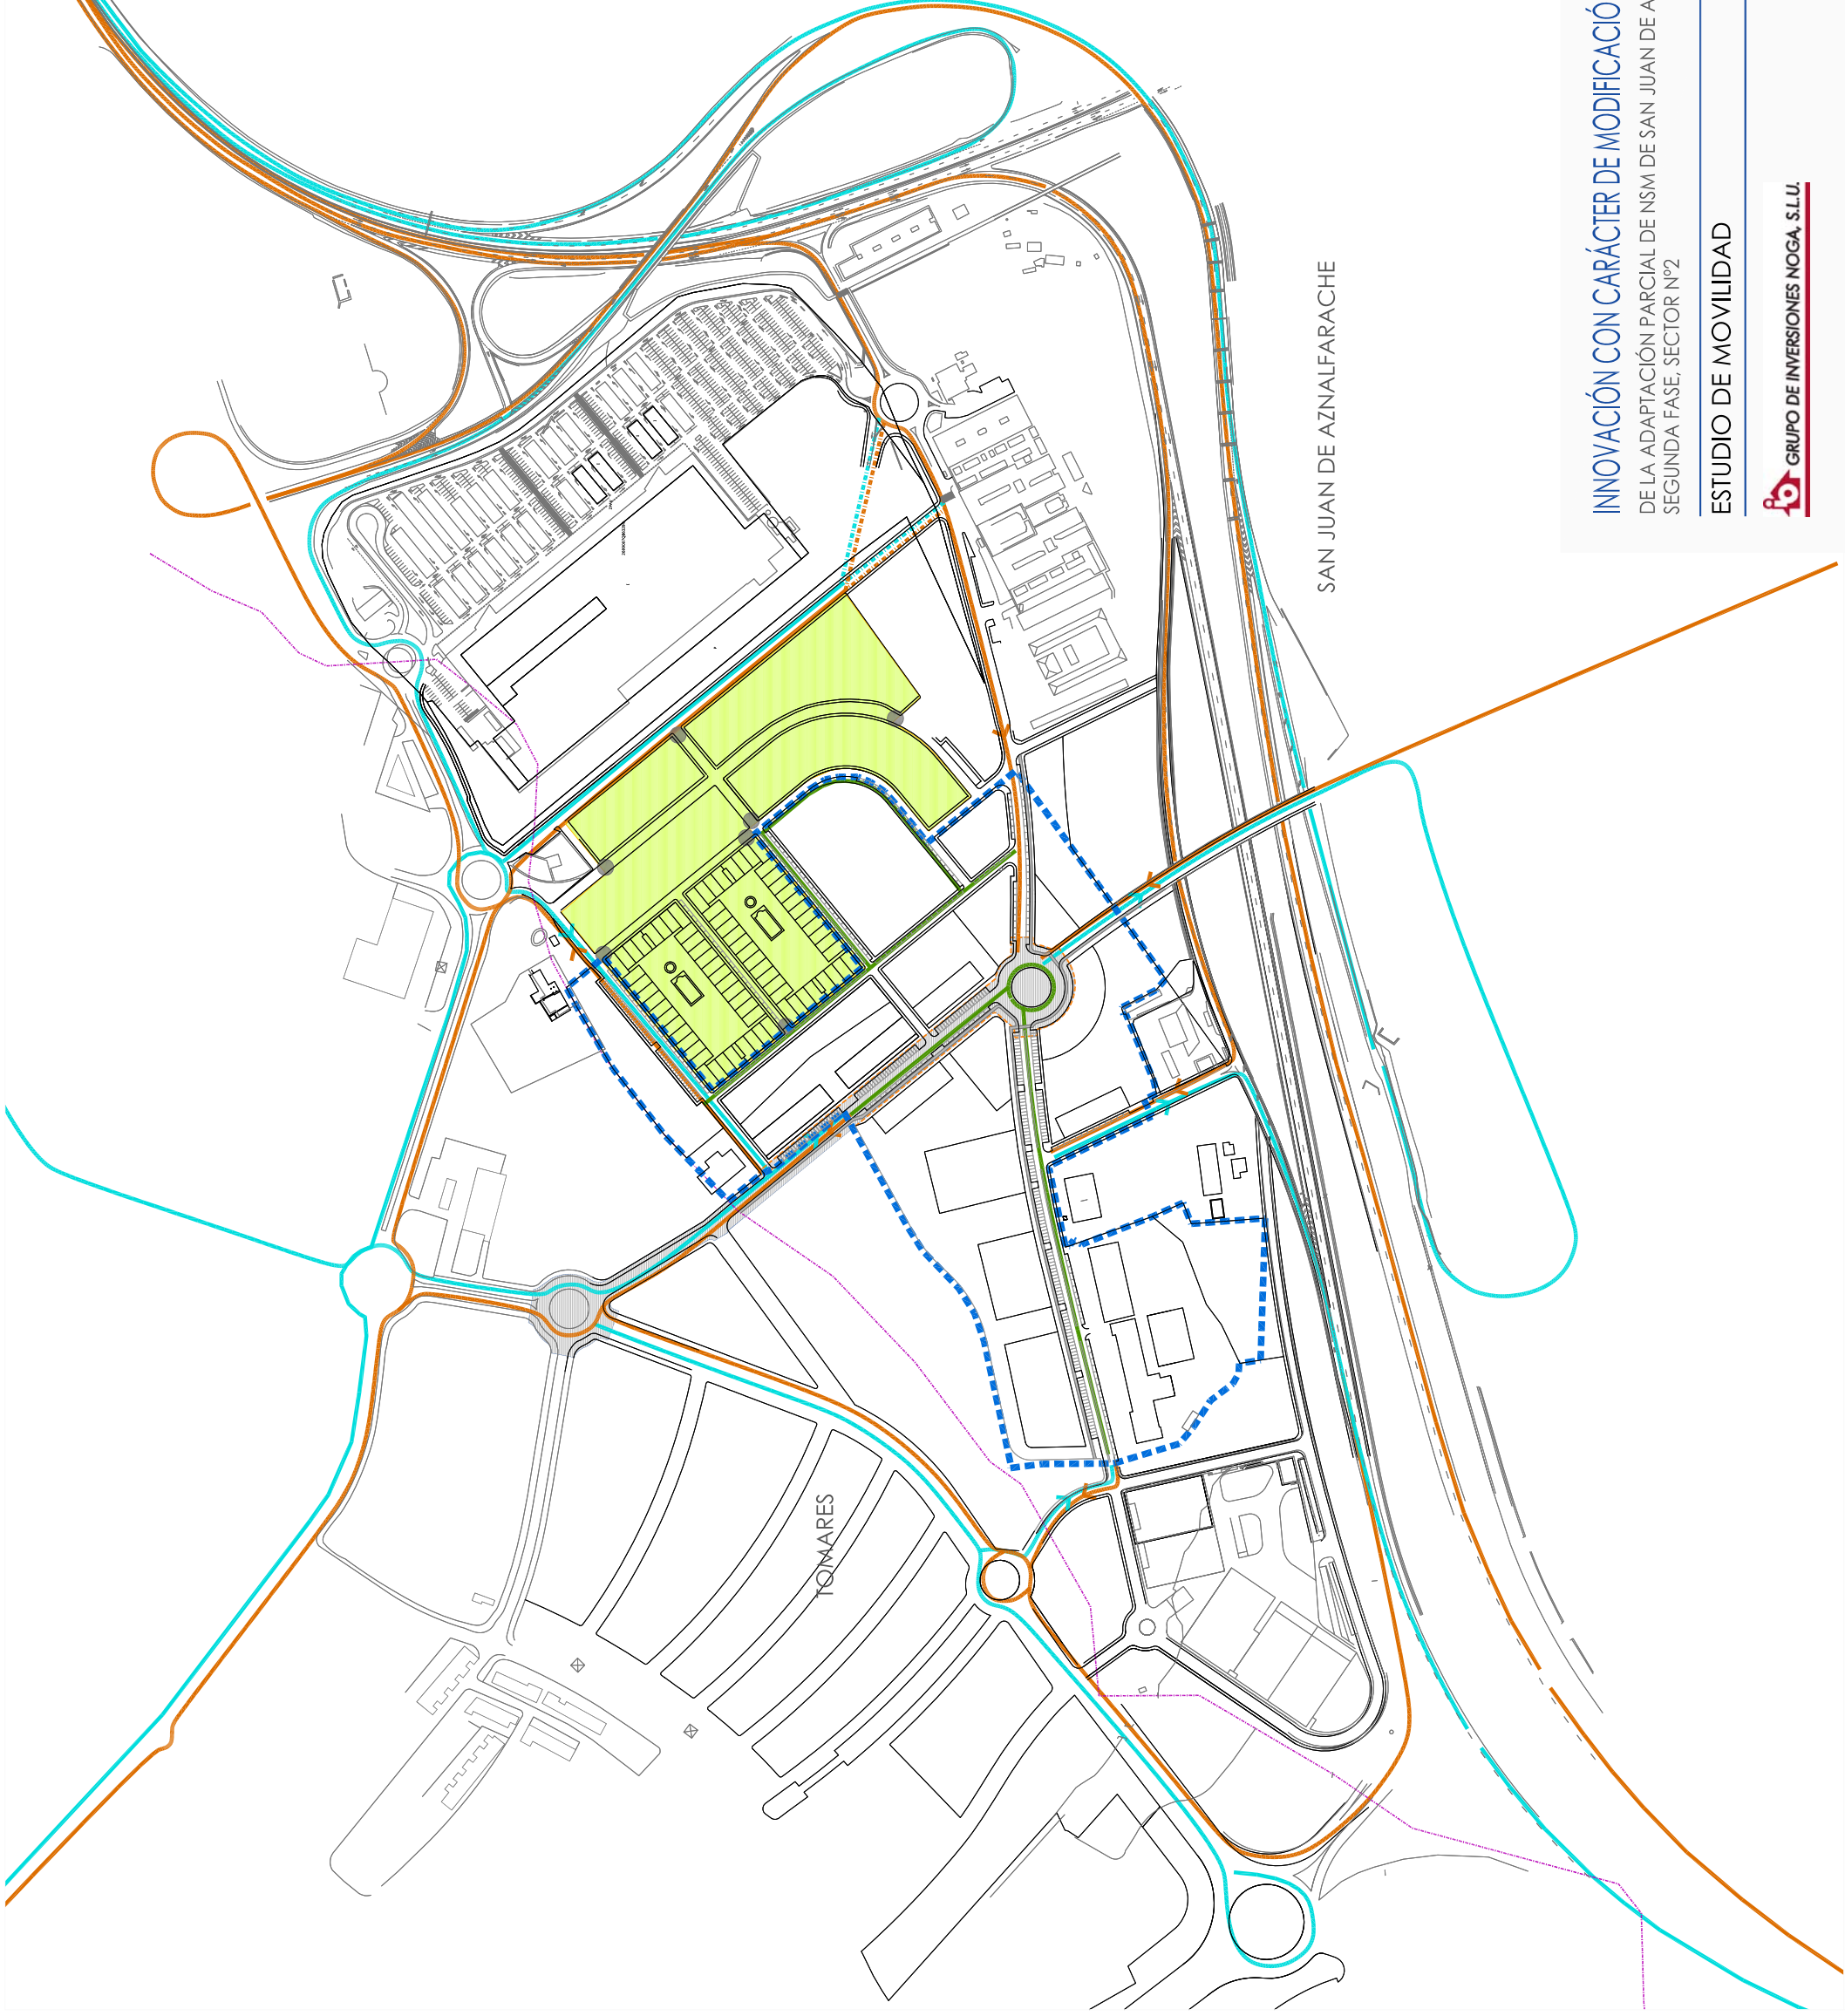 INNOVACIÓN CON CARÁCTER DE MODIFICACIÓ
DE LA ADAPTACIÓN PARCIAL DE NSM DE SAN JUAN DE A
SEGUNDA FASE, SECTOR Nº2
ESTUDIO DE MOVILIDAD
GRUPO DE INVERSIONES NOGA, S.L.U.
SAN JUAN DE AZNALFARACHE
TOMARES